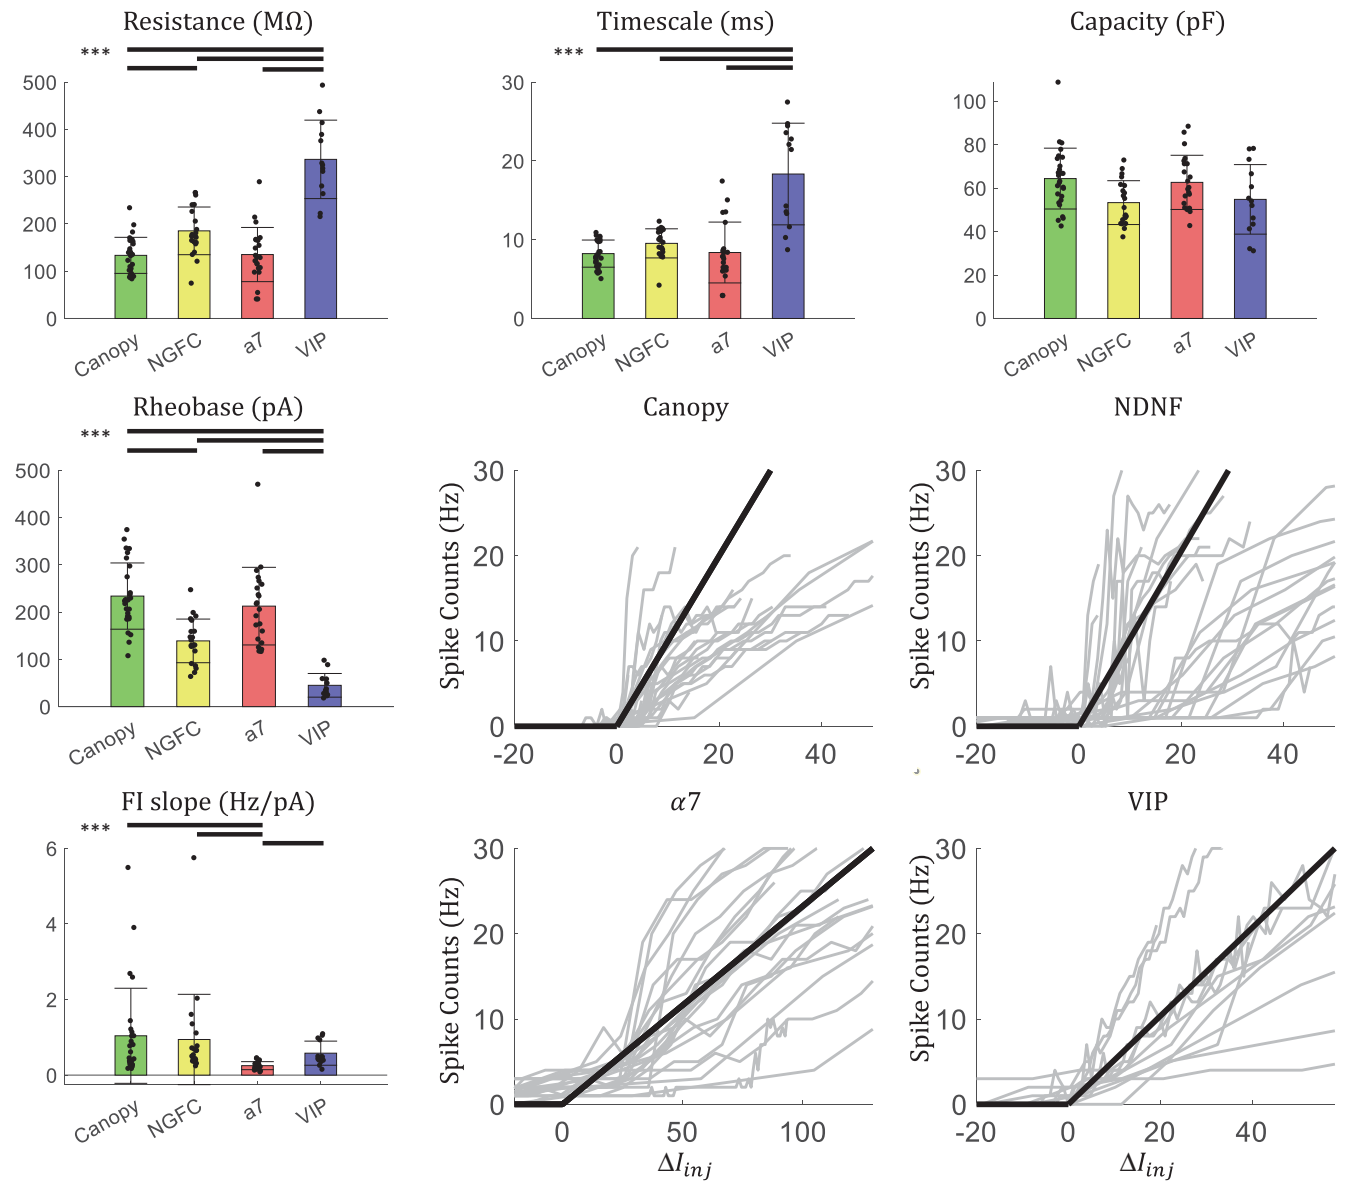 Resistance (MΩ)
***
500
400
300
200
100
0
Canopy
NGFC
a7
VIP
Timescale (ms)
***
30
20
10
0
Canopy
NGFC
a7
VIP
Capacity (pF)
100
80
60
40
20
0
Canopy
NGFC
a7
VIP
Rheobase (pA)
***
500
400
300
200
100
0
Canopy
NGFC
a7
VIP
Canopy
Spike Counts (Hz)
30
20
10
0
-20 0 20 40
NDNF
Spike Counts (Hz)
30
20
10
0
-20 0 20 40
FI slope (Hz/pA)
***
6
4
2
0
Canopy
NGFC
a7
VIP
α7
Spike Counts (Hz)
30
20
10
0
0 50 100
ΔIinj
VIP
Spike Counts (Hz)
30
20
10
0
-20 0 20 40
ΔIinj